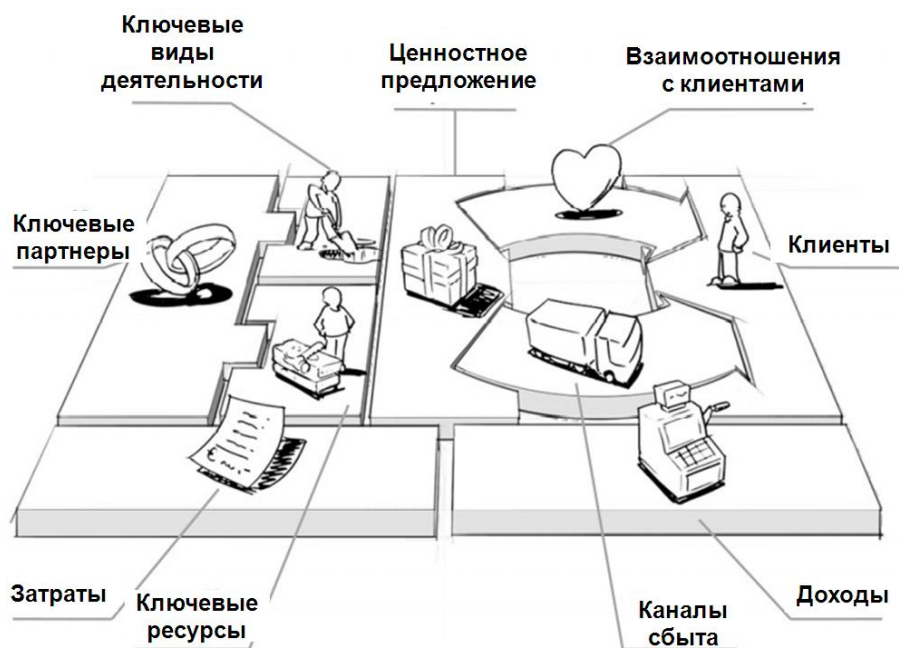 Ключевые
виды
деятельности
Ценностное
предложение
Взаимоотношения
с клиентами
Ключевые
партнеры
Клиенты
Затраты
Ключевые
ресурсы
Каналы
сбыта
Доходы